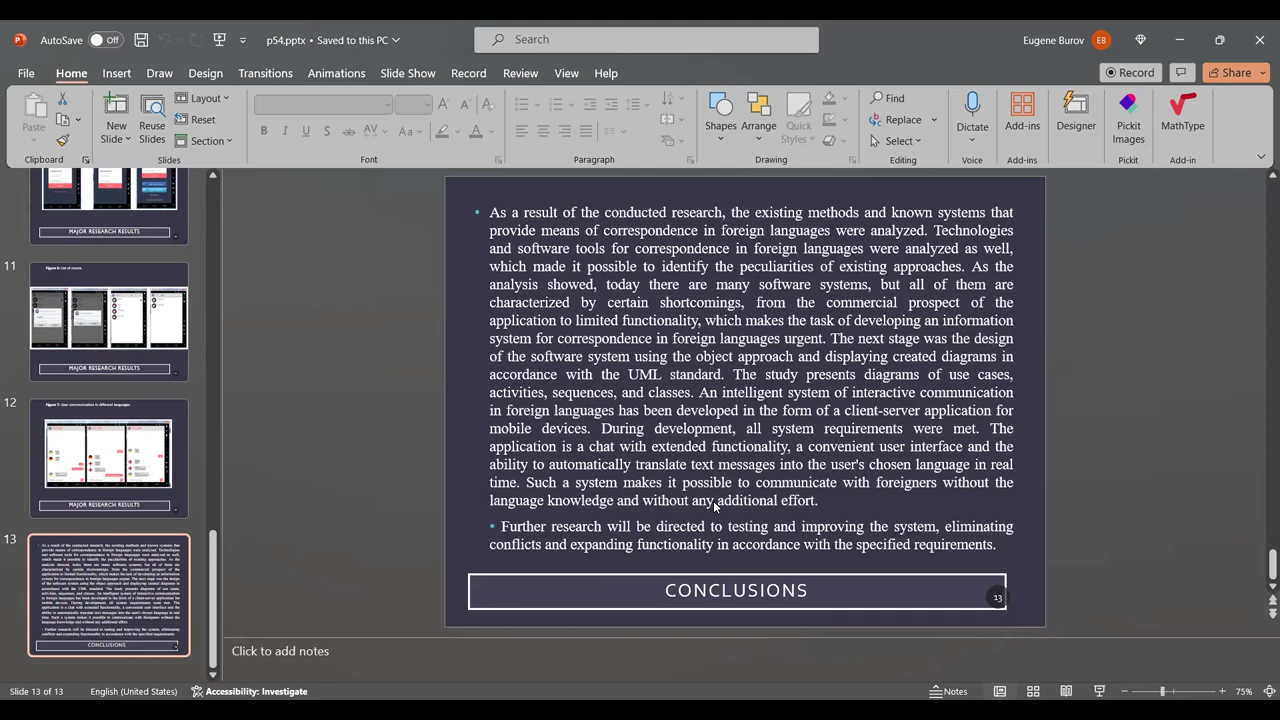 AutoSave Off p54.pptx • Saved to this PC Search Eugene Burov EB
File Home Insert Draw Design Transitions Animations Slide Show Record Review View Help Record Share
Paste New Slide Reuse Slides Layout Reset Section Shapes Arrange Quick Styles Find Replace Select Dictate Add-ins Designer Pickit Images MathType
Clipboard Slides Font Paragraph Drawing Editing Voice Add-ins Pickit Add-in
MAJOR RESEARCH RESULTS
11
MAJOR RESEARCH RESULTS
12
Figure 7: User communication in different languages
MAJOR RESEARCH RESULTS
13
CONCLUSIONS
• As a result of the conducted research, the existing methods and known systems that
provide means of correspondence in foreign languages were analyzed. Technologies
and software tools for correspondence in foreign languages were analyzed as well,
which made it possible to identify the peculiarities of existing approaches. As the
analysis showed, today there are many software systems, but all of them are
characterized by certain shortcomings, from the commercial prospect of the
application to limited functionality, which makes the task of developing an information
system for correspondence in foreign languages urgent. The next stage was the design
of the software system using the object approach and displaying created diagrams in
accordance with the UML standard. The study presents diagrams of use cases,
activities, sequences, and classes. An intelligent system of interactive communication
in foreign languages has been developed in the form of a client-server application for
mobile devices. During development, all system requirements were met. The
application is a chat with extended functionality, a convenient user interface and the
ability to automatically translate text messages into the user's chosen language in real
time. Such a system makes it possible to communicate with foreigners without the
language knowledge and without any additional effort.
• Further research will be directed to testing and improving the system, eliminating
conflicts and expanding functionality in accordance with the specified requirements.
CONCLUSIONS
13
Click to add notes
Slide 13 of 13 English (United States) Accessibility: Investigate Notes 75%